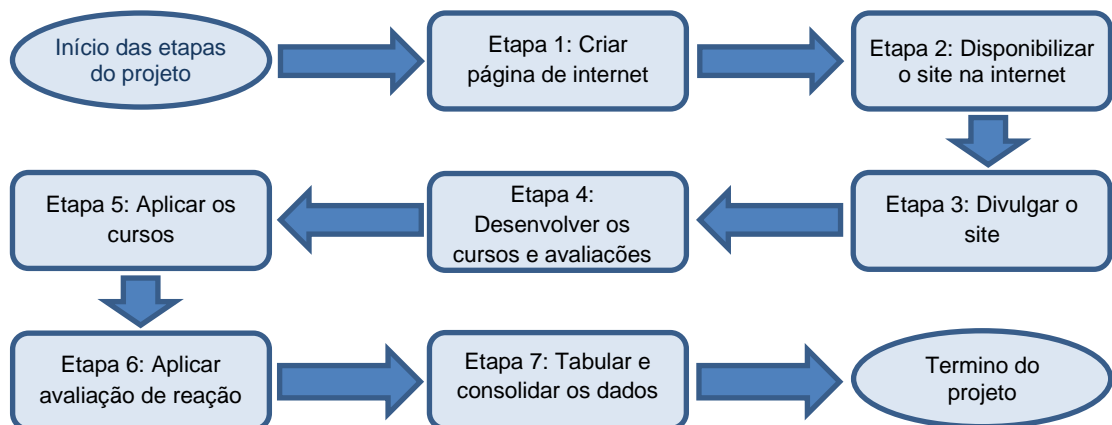 Início das etapas
do projeto
Etapa 1: Criar
página de internet
Etapa 2: Disponibilizar
o site na internet
Etapa 3: Divulgar o
site
Etapa 4:
Desenvolver os
cursos e avaliacões
Etapa 5: Aplicar os
cursos
Etapa 6: Aplicar
avaliação de reação
Etapa 7: Tabular e
consolidar os dados
Termino do
projeto